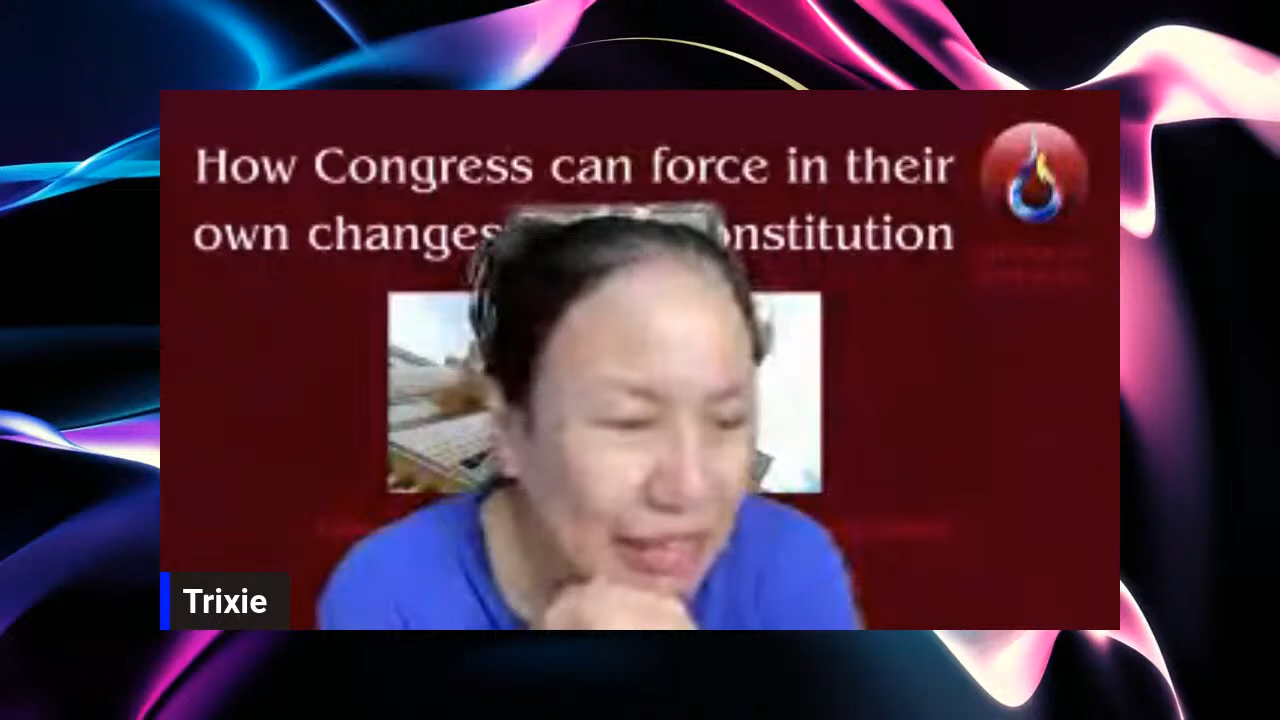 How Congress can force in their
own changes onstitution
Trixie